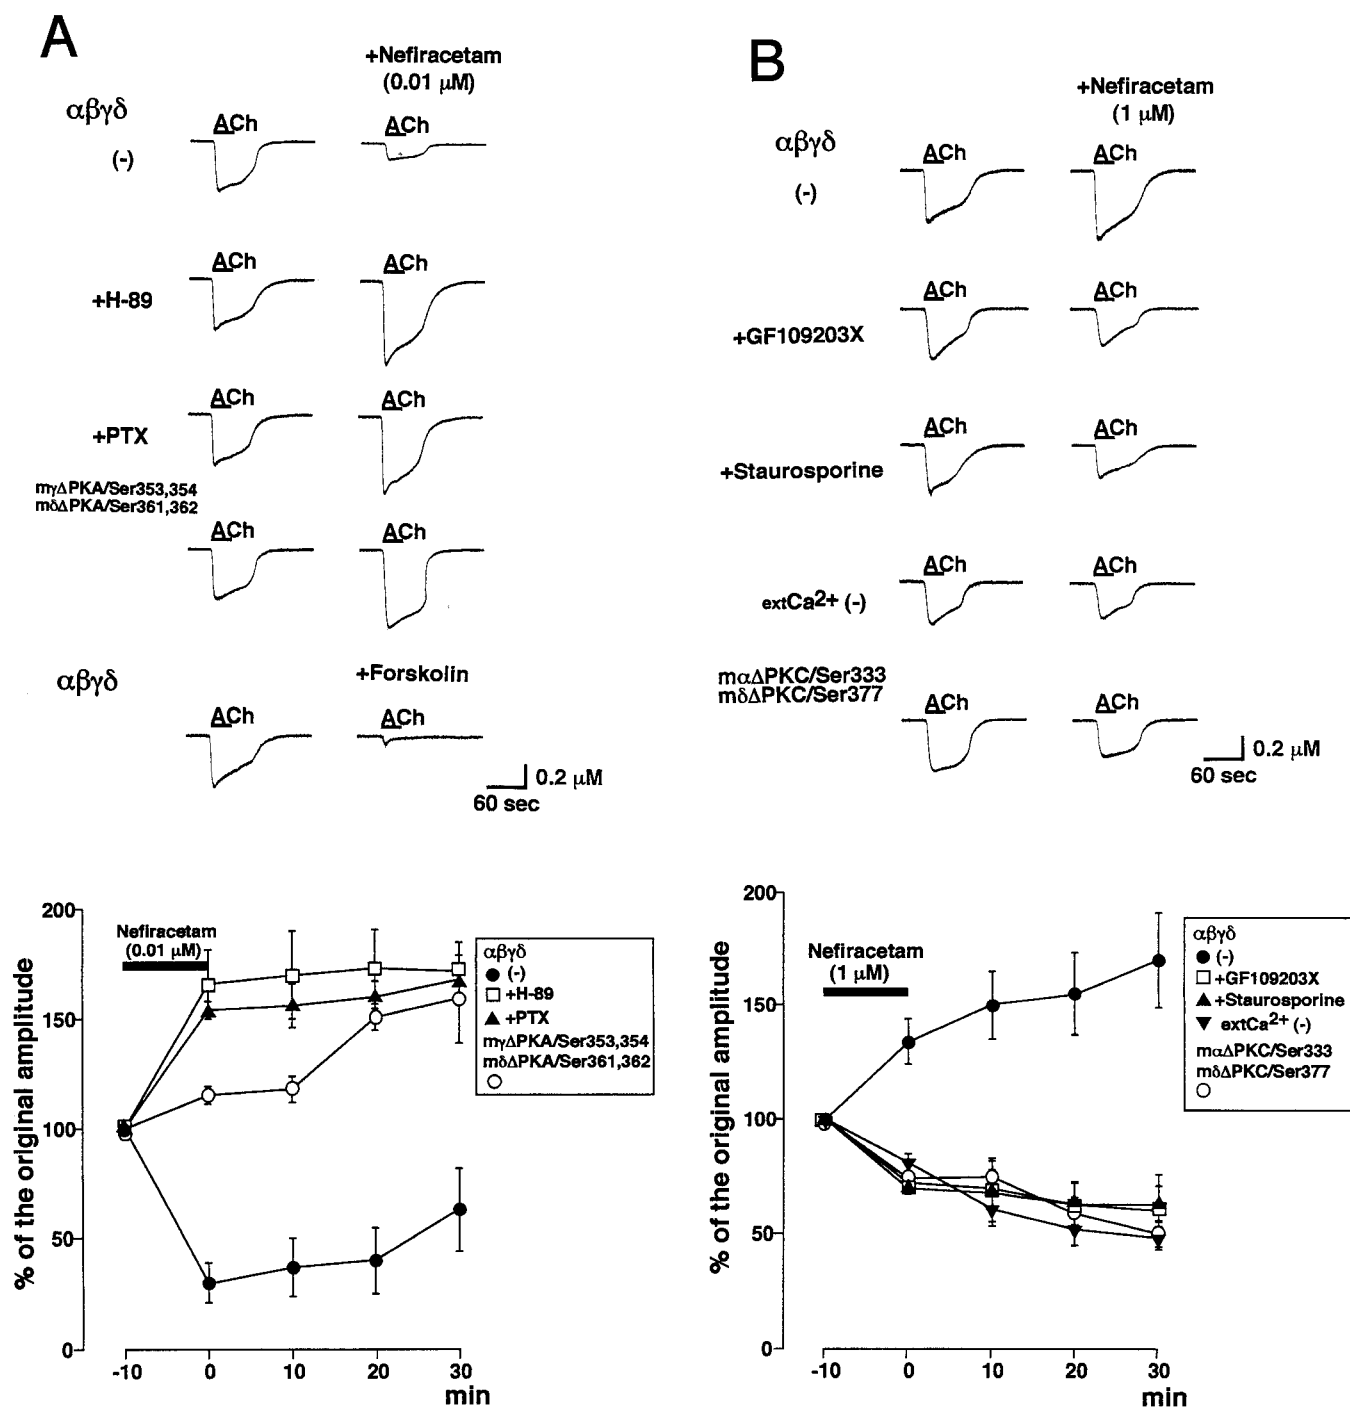 A
+Nefiracetam
(0.01 μM)
αβγδ
(-)
ACh
ACh
+H-89
ACh
ACh
+PTX
ACh
ACh
mγΔPKA/Ser353,354
mδΔPKA/Ser361,362
ACh
ACh
αβγδ
+Forskolin
ACh
ACh
0.2 μM
60 sec
B
+Nefiracetam
(1 μM)
αβγδ
(-)
ACh
ACh
+GF109203X
ACh
ACh
+Staurosporine
ACh
ACh
extCa2+ (-)
ACh
ACh
mαΔPKC/Ser333
mδΔPKC/Ser377
ACh
ACh
0.2 μM
60 sec
% of the original amplitude
200
150
100
50
0
-10 0 10 20 30
min
Nefiracetam
(0.01 μM)
αβγδ
(-)
+H-89
+PTX
mγΔPKA/Ser353,354
mδΔPKA/Ser361,362
% of the original amplitude
200
150
100
50
0
-10 0 10 20 30
min
Nefiracetam
(1 μM)
αβγδ
(-)
+GF109203X
+Staurosporine
extCa2+ (-)
mαΔPKC/Ser333
mδΔPKC/Ser377